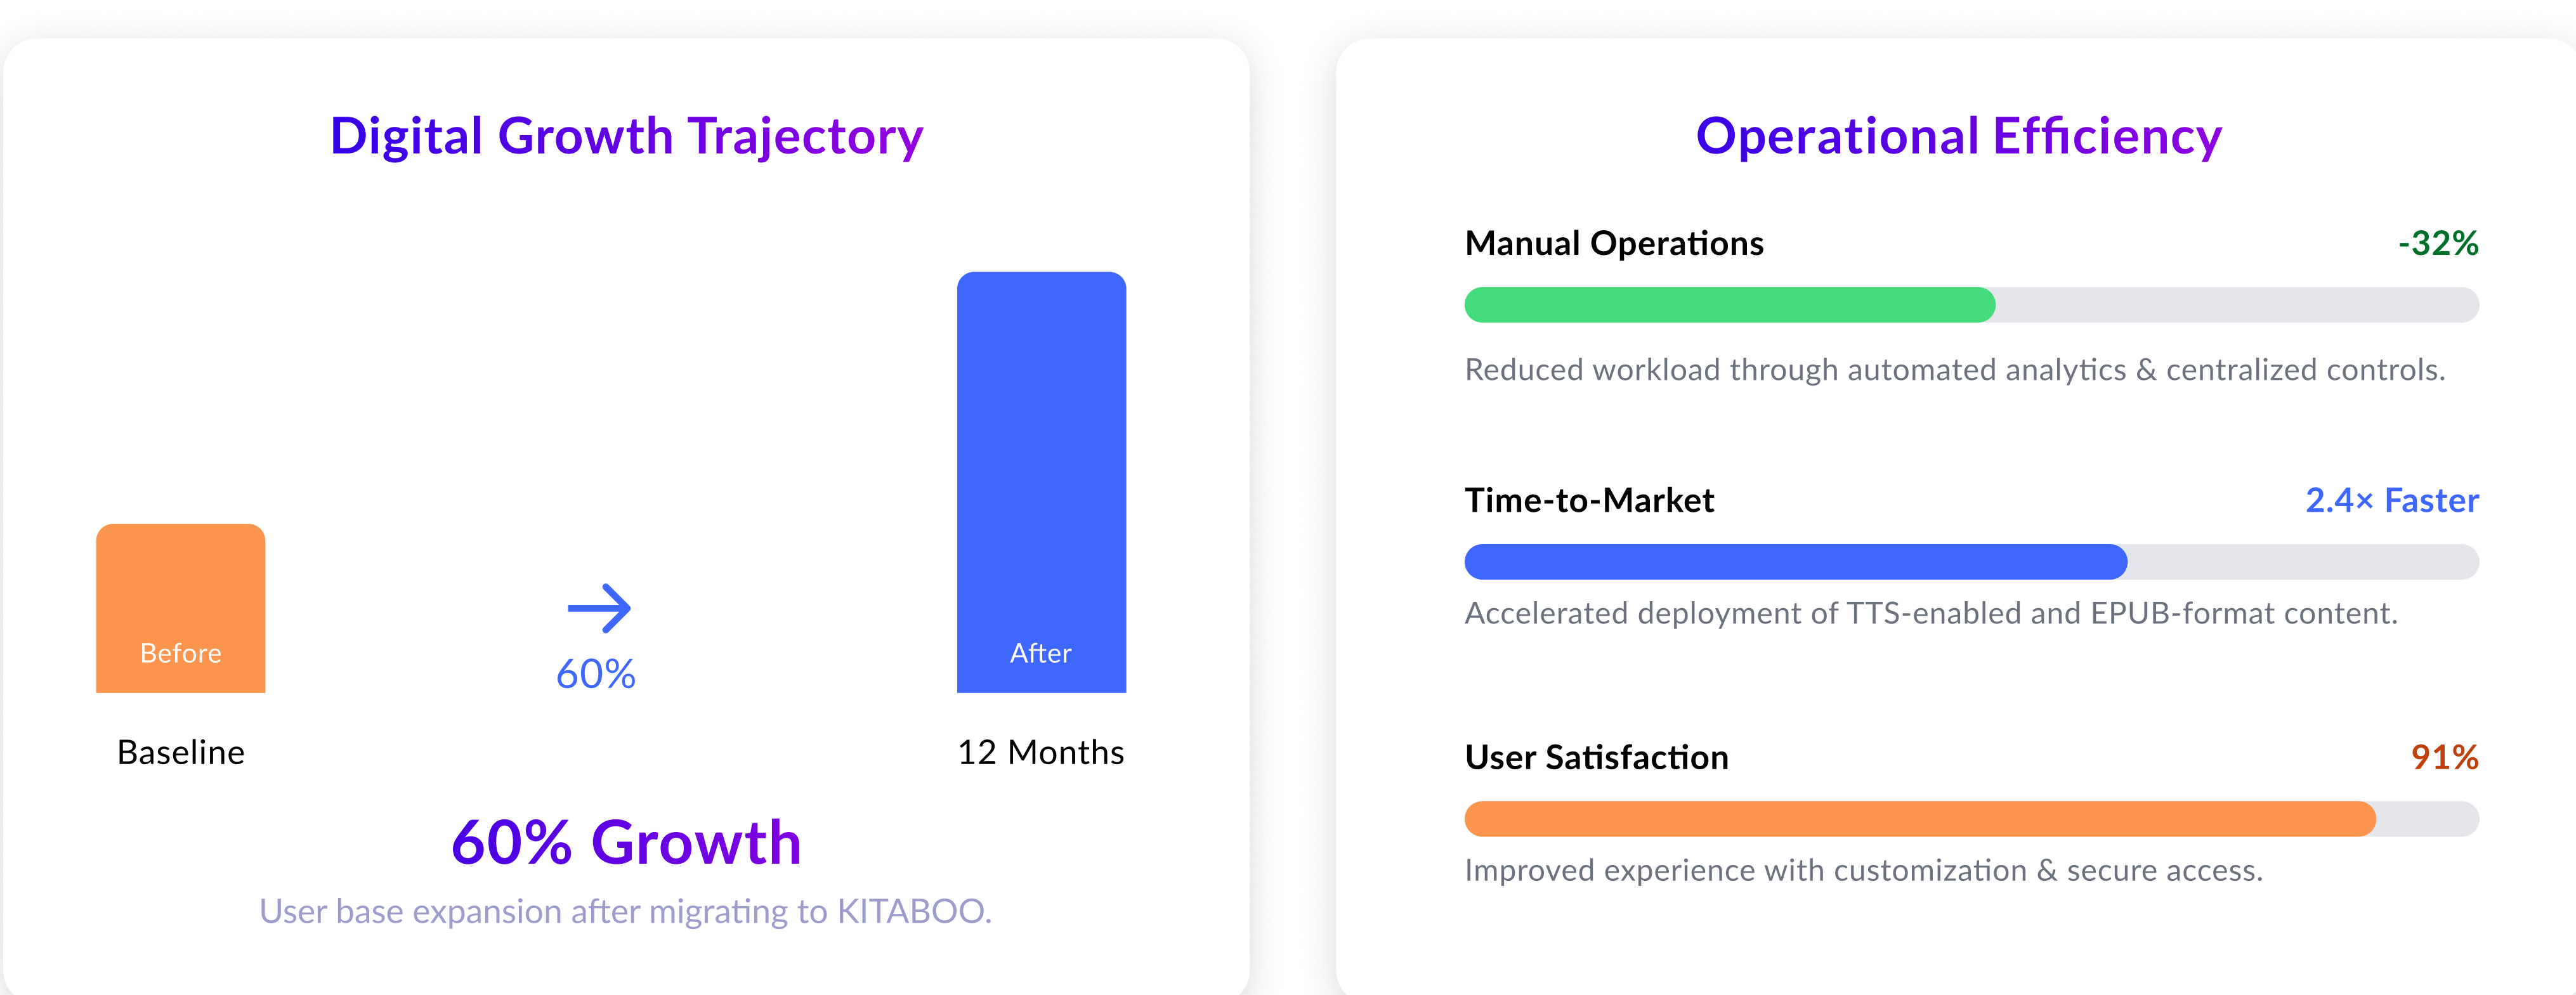 Digital Growth Trajectory
Before
60%
After
Baseline
12 Months
60% Growth
User base expansion after migrating to KITABOO.
Operational Efficiency
Manual Operations
-32%
Reduced workload through automated analytics & centralized controls.
Time-to-Market
2.4× Faster
Accelerated deployment of TTS-enabled and EPUB-format content.
User Satisfaction
91%
Improved experience with customization & secure access.